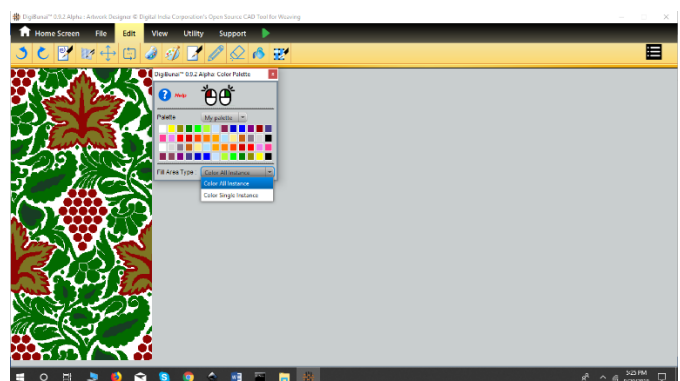 DigiBunai™ 0.9.2 Alpha : Artwork Designer © Digital India Corporation's Open Source CAD Tool for Weaving
Home Screen File Edit View Utility Support
DigiBunai™ 0.9.2 Alpha: Color Palette
Help
Palette My palette
Fill Area Type : Color All Instance
Color All Instance
Color Single Instance
5:25 PM